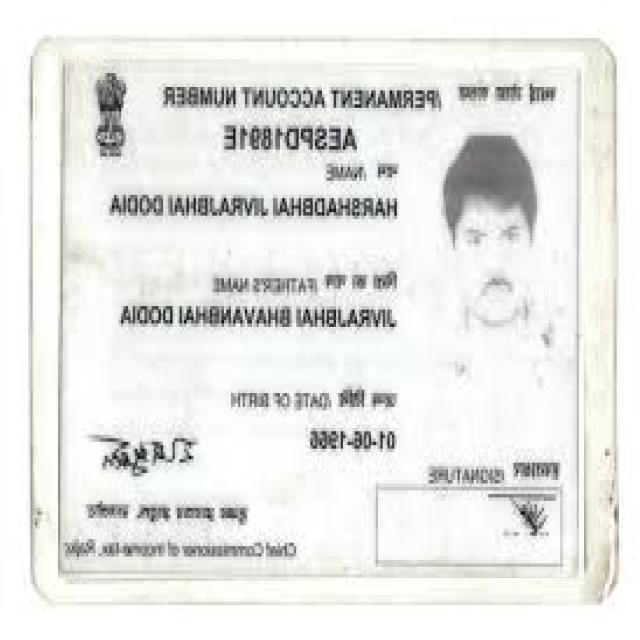 स्थाई लेखा संख्या /PERMANENT ACCOUNT NUMBER
AESPD1891E
नाम /NAME
HARSHADBHAI JIVRAJBHAI DODIA
पिता का नाम /FATHER'S NAME
JIVRAJBHAI BHAVANBHAI DODIA
जन्म तिथि /DATE OF BIRTH
01-06-1966
हस्ताक्षर /SIGNATURE
मुख्य आयकर आयुक्त, राजकोट
Chief Commissioner of Income-tax, Rajkot